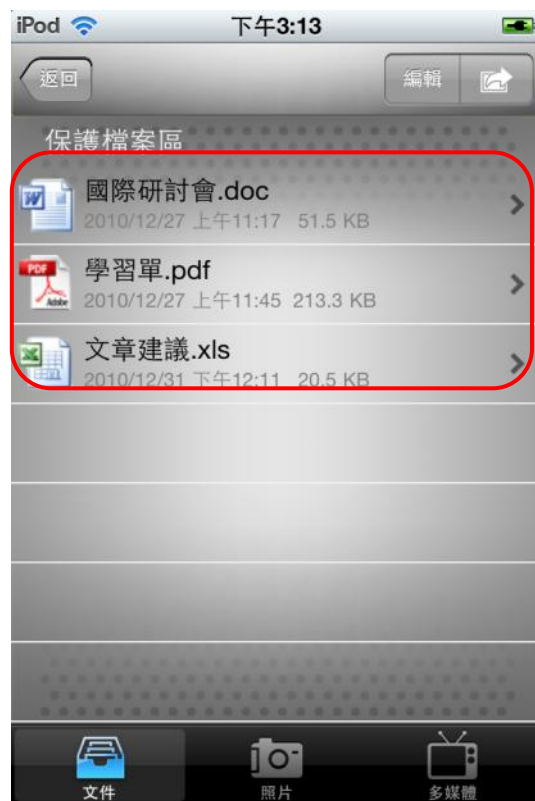 iPod 下午3:13
返回 編輯
保護檔案區
國際研討會.doc
2010/12/27 上午11:17 51.5 KB
學習單.pdf
2010/12/27 上午11:45 213.3 KB
文章建議.xls
2010/12/31 下午12:11 20.5 KB
文件 照片 多媒體